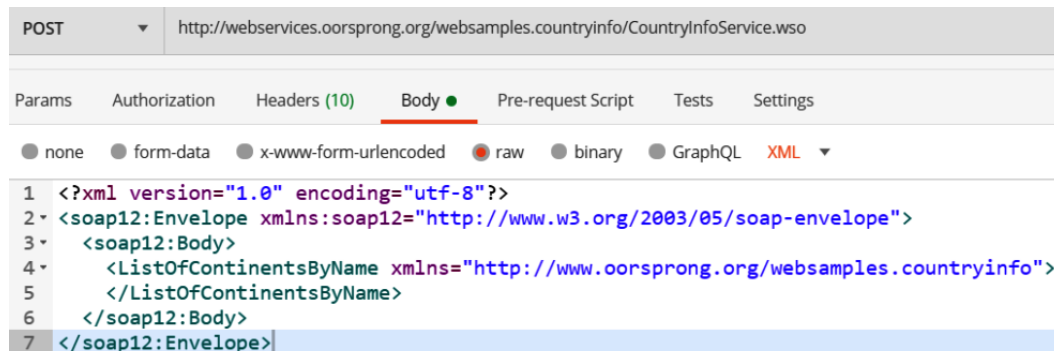 POST http://webservices.oorsprong.org/websamples.countryinfo/CountryInfoService.wso
Params Authorization Headers (10) Body Pre-request Script Tests Settings
none form-data x-www-form-urlencoded raw binary GraphQL XML
1 <?xml version="1.0" encoding="utf-8"?>
2 <soap12:Envelope xmlns:soap12="http://www.w3.org/2003/05/soap-envelope">
3 <soap12:Body>
4 <ListOfContinentsByName xmlns="http://www.oorsprong.org/websamples.countryinfo">
5 </ListOfContinentsByName>
6 </soap12:Body>
7 </soap12:Envelope>